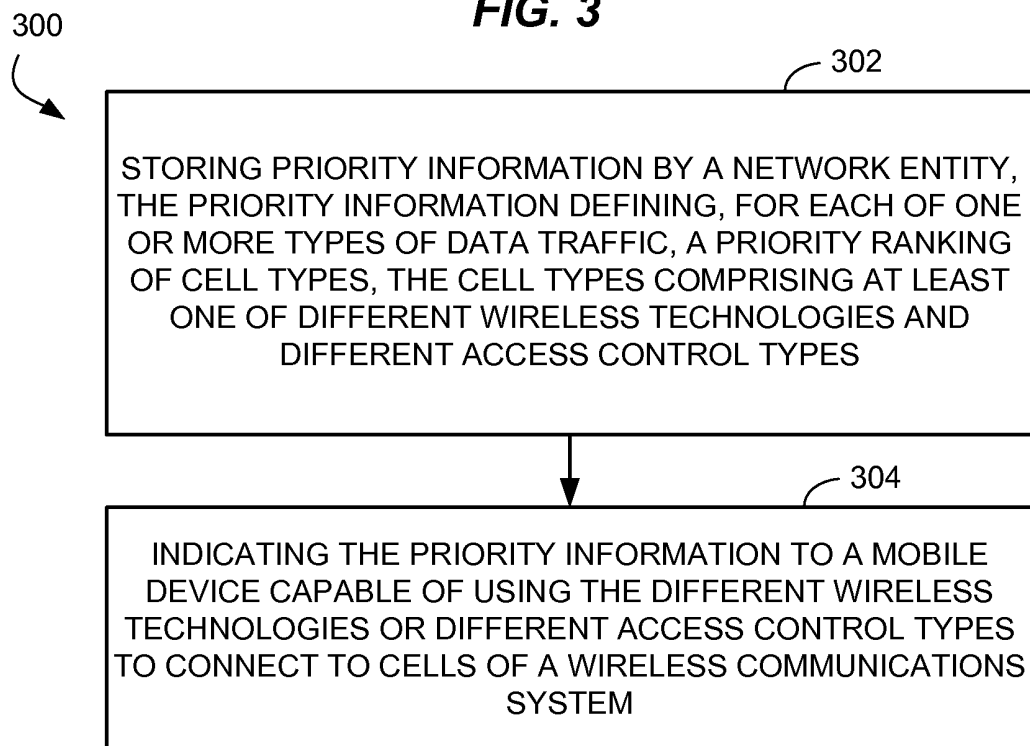 FIG. 3
300
302
STORING PRIORITY INFORMATION BY A NETWORK ENTITY,
THE PRIORITY INFORMATION DEFINING, FOR EACH OF ONE
OR MORE TYPES OF DATA TRAFFIC, A PRIORITY RANKING
OF CELL TYPES, THE CELL TYPES COMPRISING AT LEAST
ONE OF DIFFERENT WIRELESS TECHNOLOGIES AND
DIFFERENT ACCESS CONTROL TYPES
304
INDICATING THE PRIORITY INFORMATION TO A MOBILE
DEVICE CAPABLE OF USING THE DIFFERENT WIRELESS
TECHNOLOGIES OR DIFFERENT ACCESS CONTROL TYPES
TO CONNECT TO CELLS OF A WIRELESS COMMUNICATIONS
SYSTEM